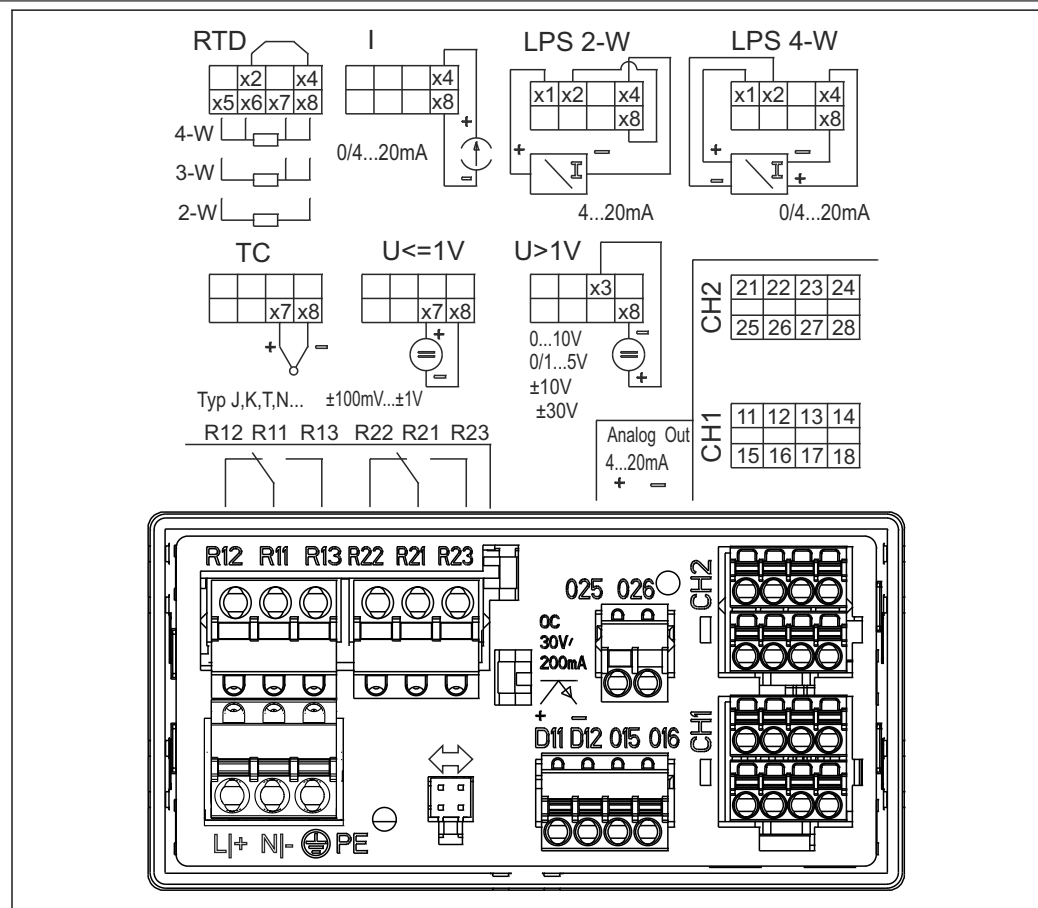 RTD I LPS 2-W LPS 4-W
x2 x4
x5 x6 x7 x8
4-W
3-W
2-W
x4
x8
+
-
0/4...20mA
x1 x2 x4
x8
+ -
I
4...20mA
x1 x2 x4
x8
+ -
- +
I
0/4...20mA
TC U<=1V U>1V
x7 x8
+ -
Typ J,K,T,N...
x7 x8
+
=
-
±100mV...±1V
x3
x8
-
=
+
0...10V
0/1...5V
±10V
±30V
CH2
21 22 23 24
25 26 27 28
CH1
11 12 13 14
15 16 17 18
R12 R11 R13 R22 R21 R23
Analog Out
4...20mA
+ -
R12 R11 R13 R22 R21 R23
O25 O26
CH2
OC
30V
200mA
+ -
D11 D12 O15 O16
CH1
L|+ N|- PE